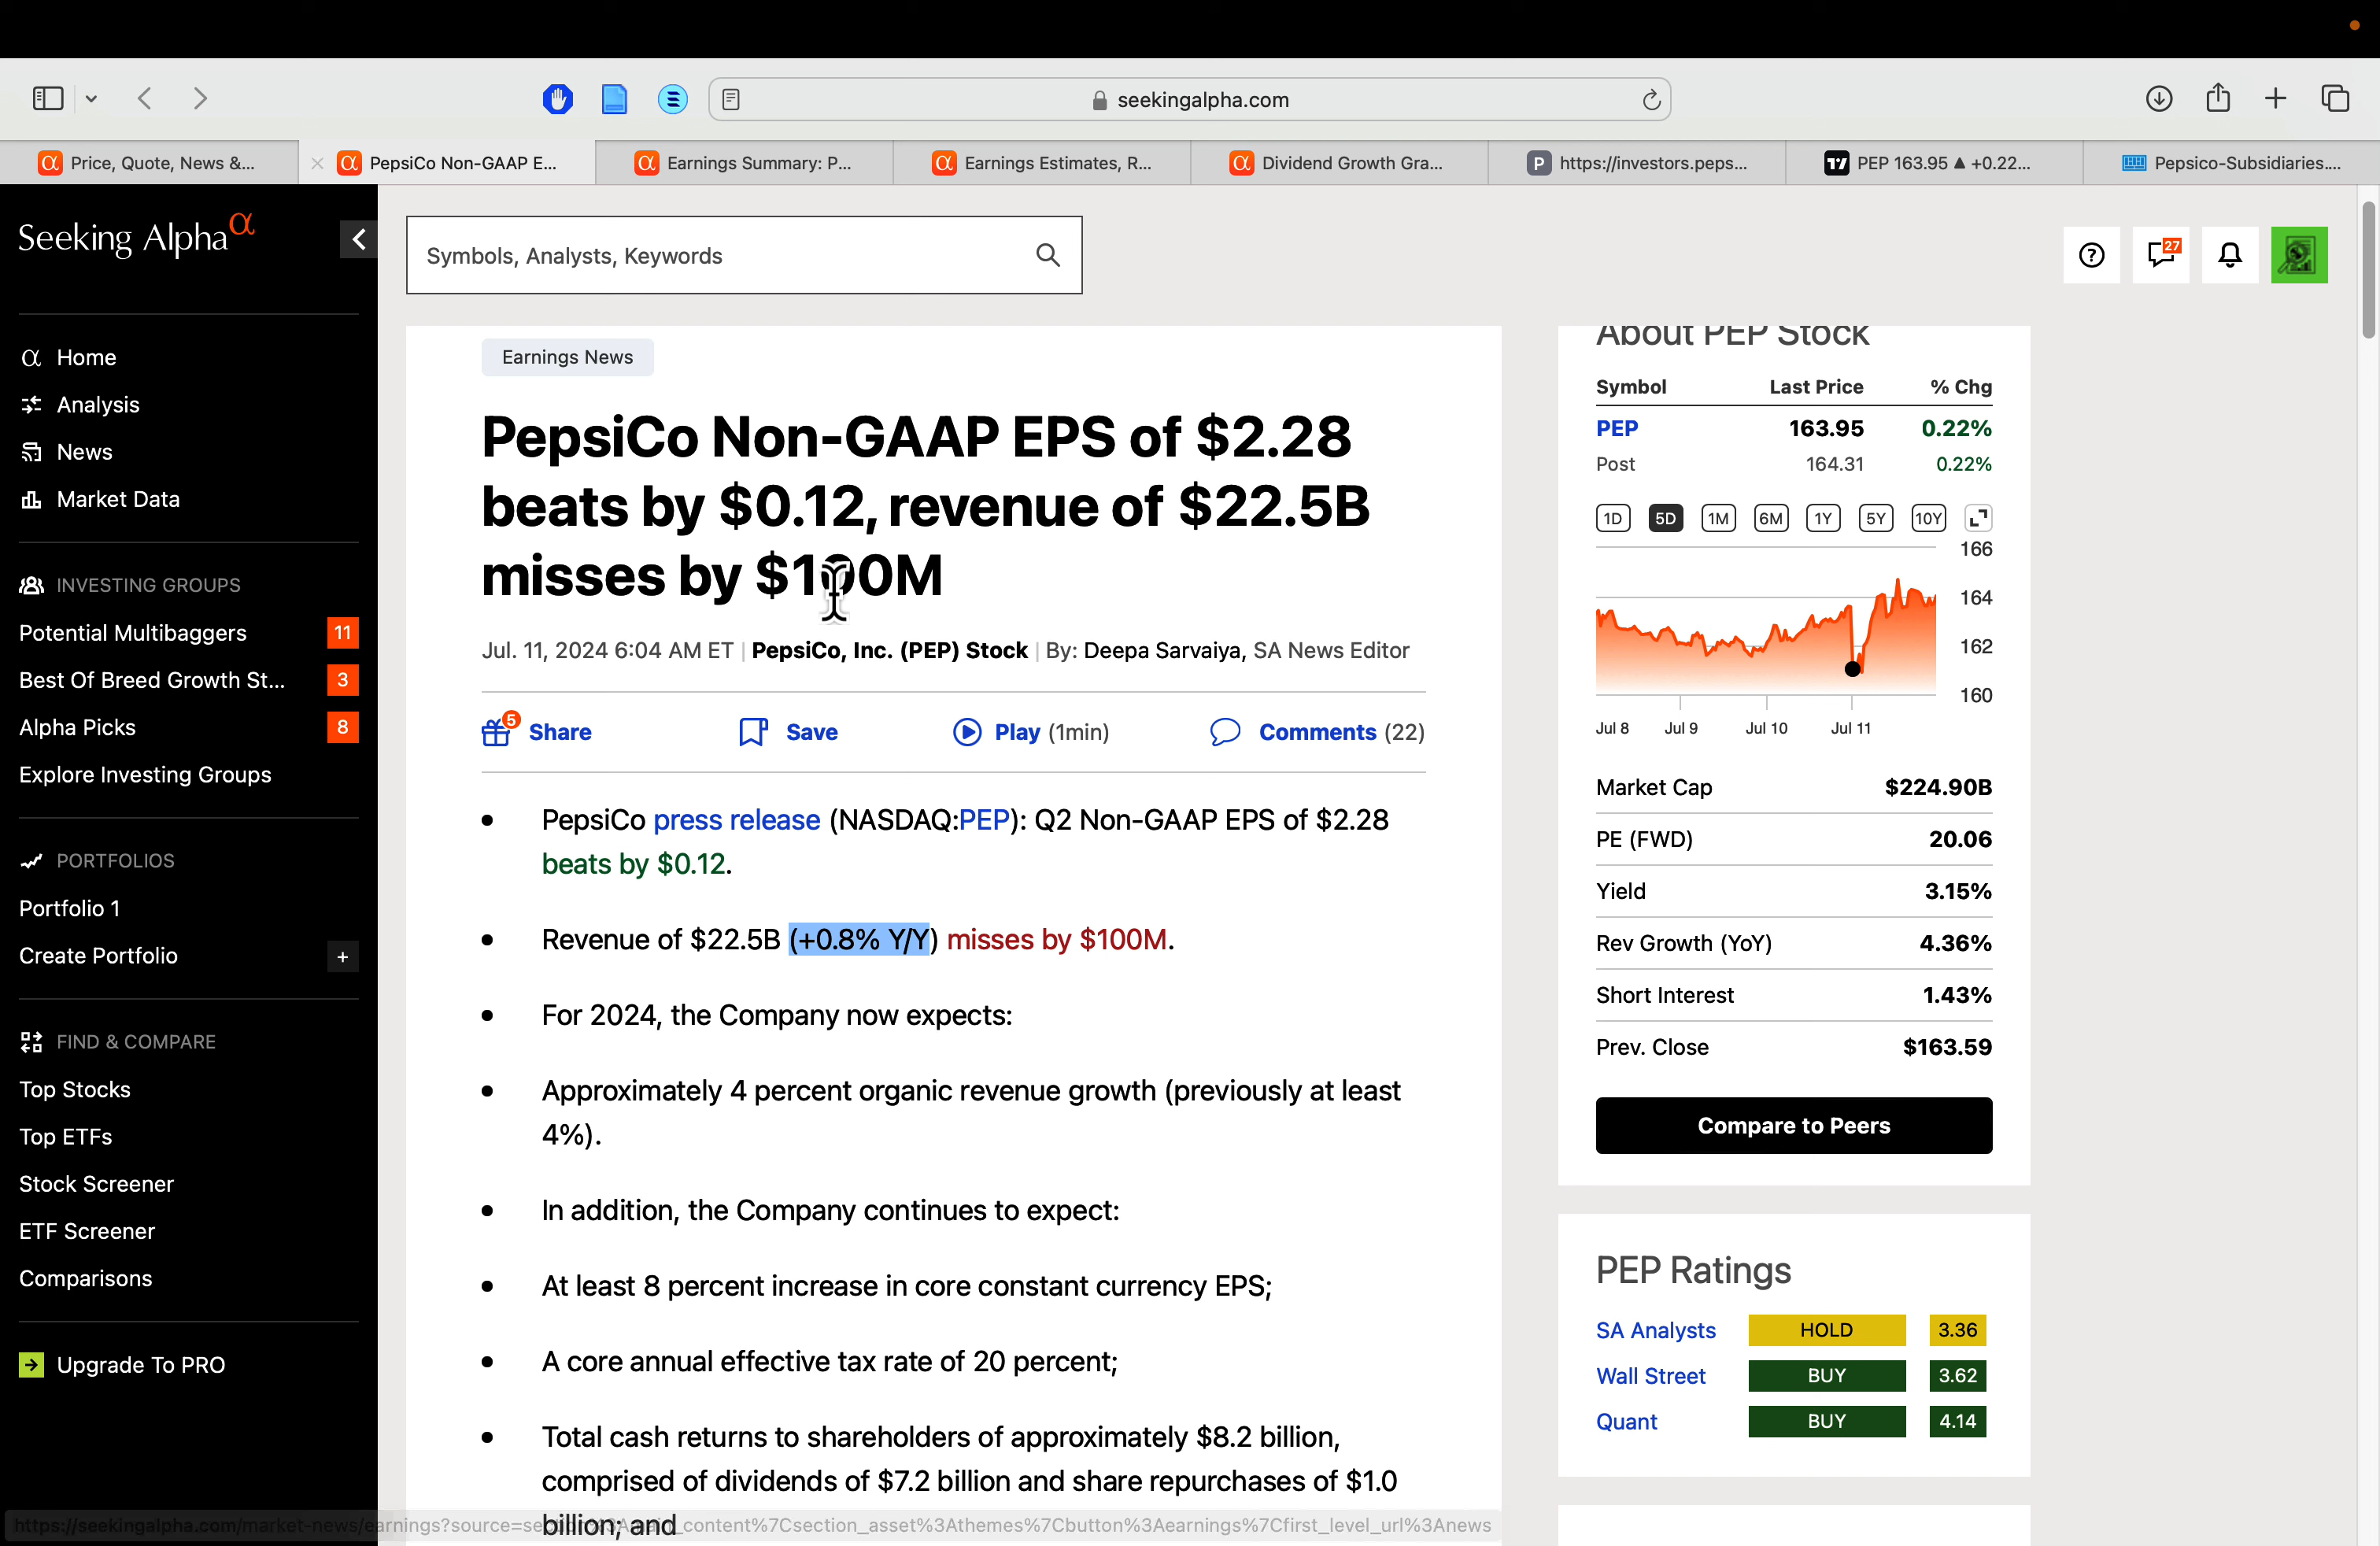 seekingalpha.com
Price, Quote, News &...
PepsiCo Non-GAAP E...
Earnings Summary: P...
Earnings Estimates, R...
Dividend Growth Gra...
P https://investors.peps...
PEP 163.95 ▲ +0.22...
Pepsico-Subsidiaries....
Seeking Alpha α
Home
Analysis
News
Market Data
INVESTING GROUPS
Potential Multibaggers 11
Best Of Breed Growth St... 3
Alpha Picks 8
Explore Investing Groups
PORTFOLIOS
Portfolio 1
Create Portfolio +
FIND & COMPARE
Top Stocks
Top ETFs
Stock Screener
ETF Screener
Comparisons
Upgrade To PRO
Symbols, Analysts, Keywords
27
Earnings News
PepsiCo Non-GAAP EPS of $2.28
beats by $0.12, revenue of $22.5B
misses by $100M
Jul. 11, 2024 6:04 AM ET | PepsiCo, Inc. (PEP) Stock | By: Deepa Sarvaiya, SA News Editor
5 Share Save Play (1min) Comments (22)
• PepsiCo press release (NASDAQ:PEP): Q2 Non-GAAP EPS of $2.28
beats by $0.12.
• Revenue of $22.5B (+0.8% Y/Y) misses by $100M.
• For 2024, the Company now expects:
• Approximately 4 percent organic revenue growth (previously at least
4%).
• In addition, the Company continues to expect:
• At least 8 percent increase in core constant currency EPS;
• A core annual effective tax rate of 20 percent;
• Total cash returns to shareholders of approximately $8.2 billion,
comprised of dividends of $7.2 billion and share repurchases of $1.0
billion; and
About PEP Stock
Symbol Last Price % Chg
PEP 163.95 0.22%
Post 164.31 0.22%
1D 5D 1M 6M 1Y 5Y 10Y
166
164
162
160
Jul 8 Jul 9 Jul 10 Jul 11
Market Cap $224.90B
PE (FWD) 20.06
Yield 3.15%
Rev Growth (YoY) 4.36%
Short Interest 1.43%
Prev. Close $163.59
Compare to Peers
PEP Ratings
SA Analysts HOLD 3.36
Wall Street BUY 3.62
Quant BUY 4.14